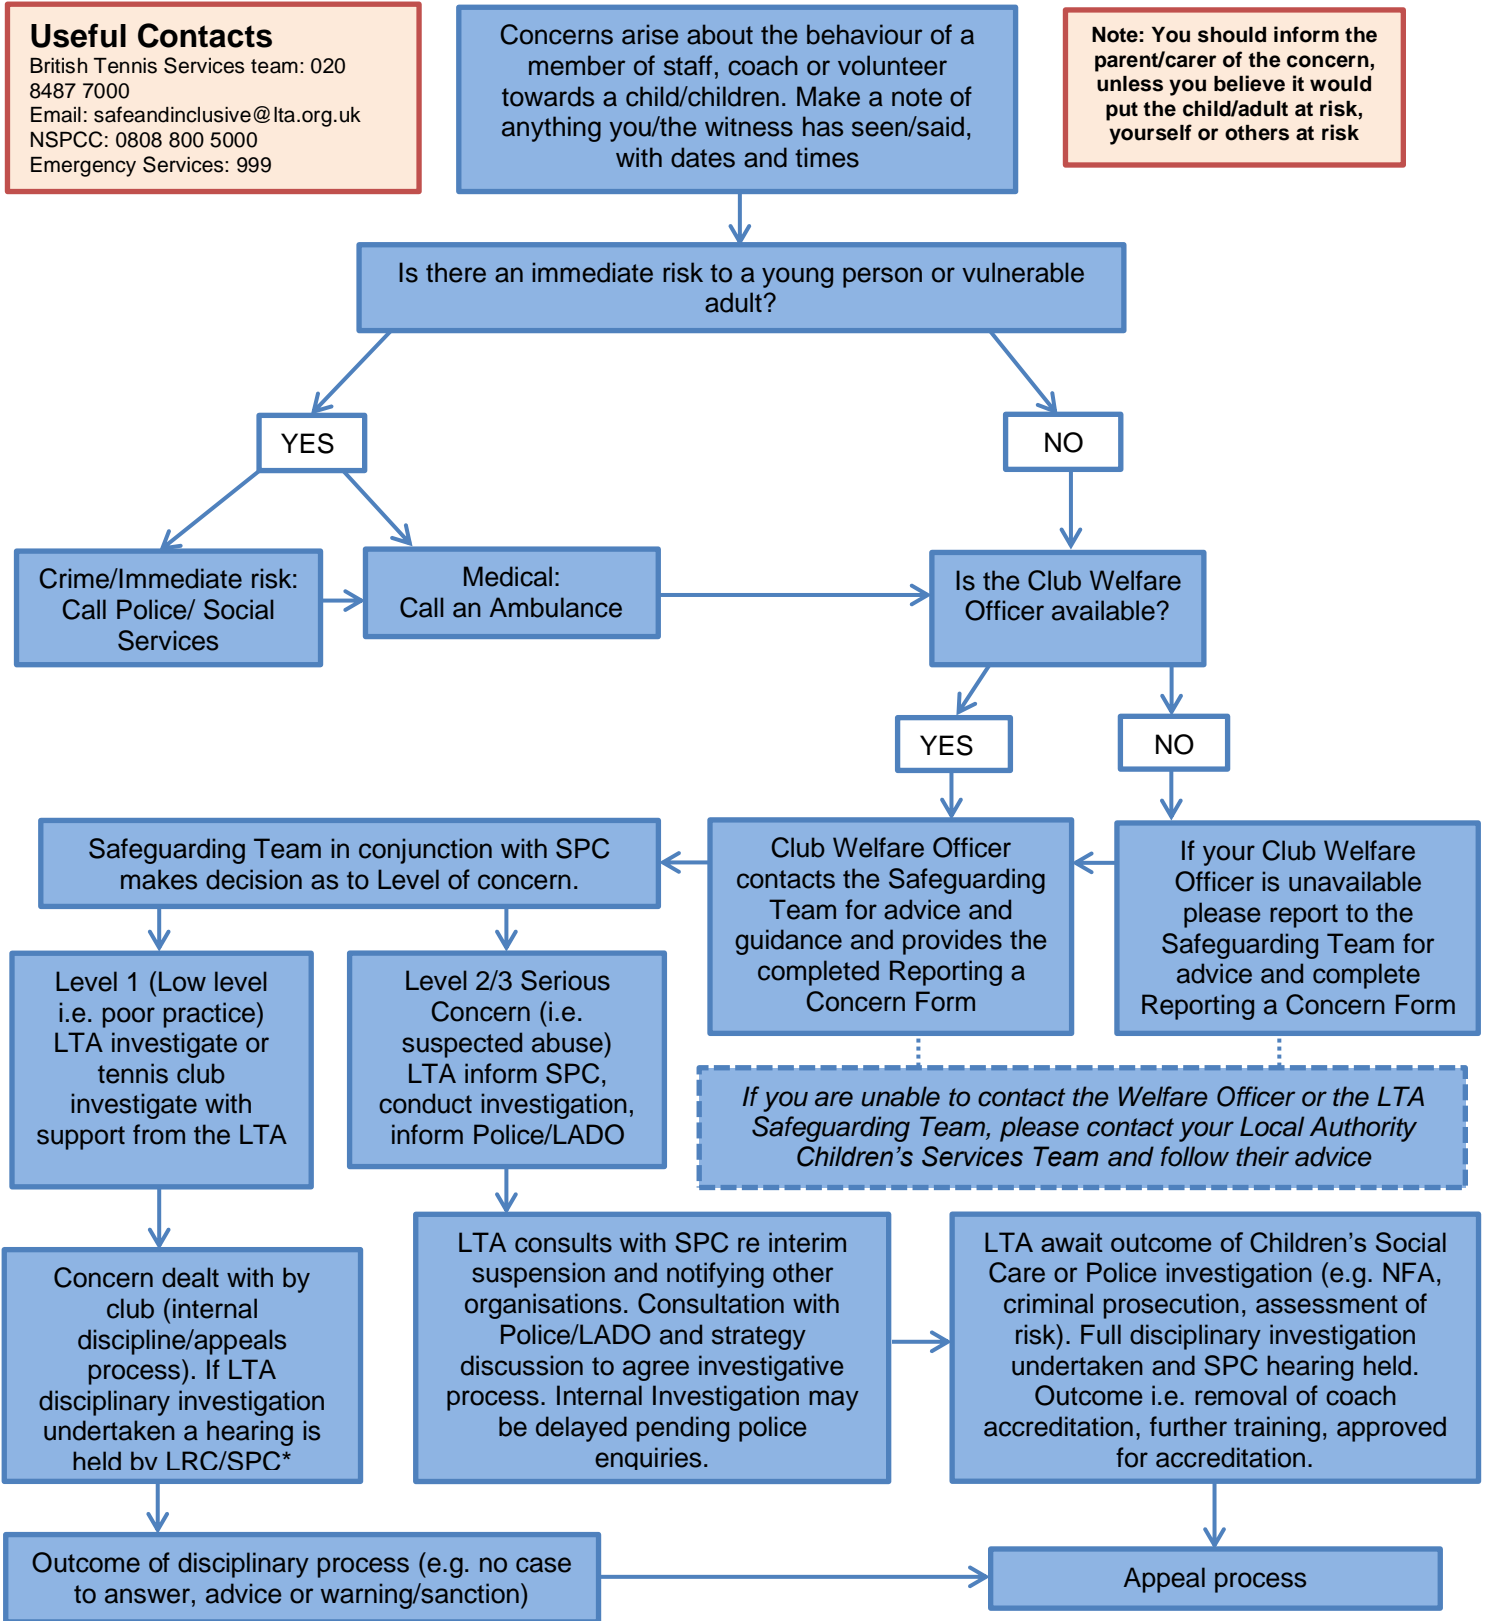 Useful Contacts
British Tennis Services team: 020
8487 7000
Email: safeandinclusive@lta.org.uk
NSPCC: 0808 800 5000
Emergency Services: 999
Concerns arise about the behaviour of a
member of staff, coach or volunteer
towards a child/children. Make a note of
anything you/the witness has seen/said,
with dates and times
Note: You should inform the
parent/carer of the concern,
unless you believe it would
put the child/adult at risk,
yourself or others at risk
Is there an immediate risk to a young person or vulnerable
adult?
YES
NO
Crime/Immediate risk:
Call Police/ Social
Services
Medical:
Call an Ambulance
Is the Club Welfare
Officer available?
YES
NO
Safeguarding Team in conjunction with SPC
makes decision as to Level of concern.
Club Welfare Officer
contacts the Safeguarding
Team for advice and
guidance and provides the
completed Reporting a
Concern Form
If your Club Welfare
Officer is unavailable
please report to the
Safeguarding Team for
advice and complete
Reporting a Concern Form
Level 1 (Low level
i.e. poor practice)
LTA investigate or
tennis club
investigate with
support from the LTA
Level 2/3 Serious
Concern (i.e.
suspected abuse)
LTA inform SPC,
conduct investigation,
inform Police/LADO
If you are unable to contact the Welfare Officer or the LTA
Safeguarding Team, please contact your Local Authority
Children’s Services Team and follow their advice
Concern dealt with by
club (internal
discipline/appeals
process). If LTA
disciplinary investigation
undertaken a hearing is
held by LRC/SPC*
LTA consults with SPC re interim
suspension and notifying other
organisations. Consultation with
Police/LADO and strategy
discussion to agree investigative
process. Internal Investigation may
be delayed pending police
enquiries.
LTA await outcome of Children’s Social
Care or Police investigation (e.g. NFA,
criminal prosecution, assessment of
risk). Full disciplinary investigation
undertaken and SPC hearing held.
Outcome i.e. removal of coach
accreditation, further training, approved
for accreditation.
Outcome of disciplinary process (e.g. no case
to answer, advice or warning/sanction)
Appeal process